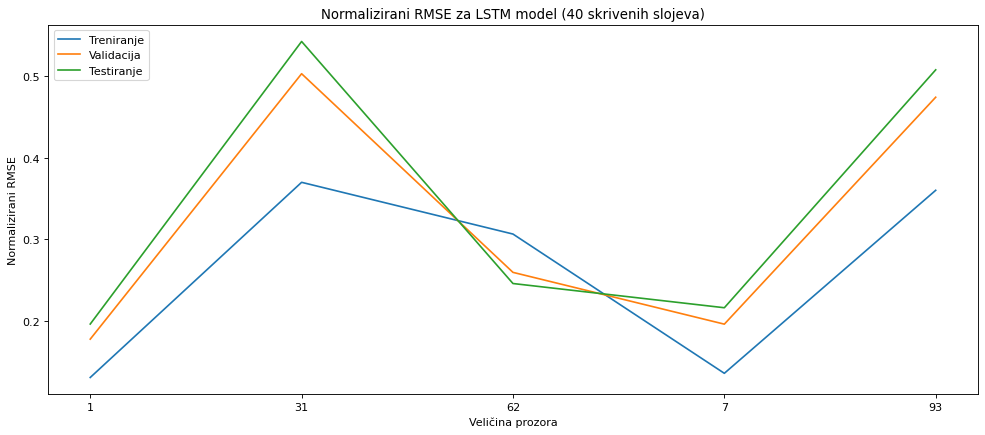 Normalizirani RMSE za LSTM model (40 skrivenih slojeva)
Treniranje
Validacija
Testiranje
Normalizirani RMSE
0.5
0.4
0.3
0.2
1 31 62 7 93
Veličina prozora